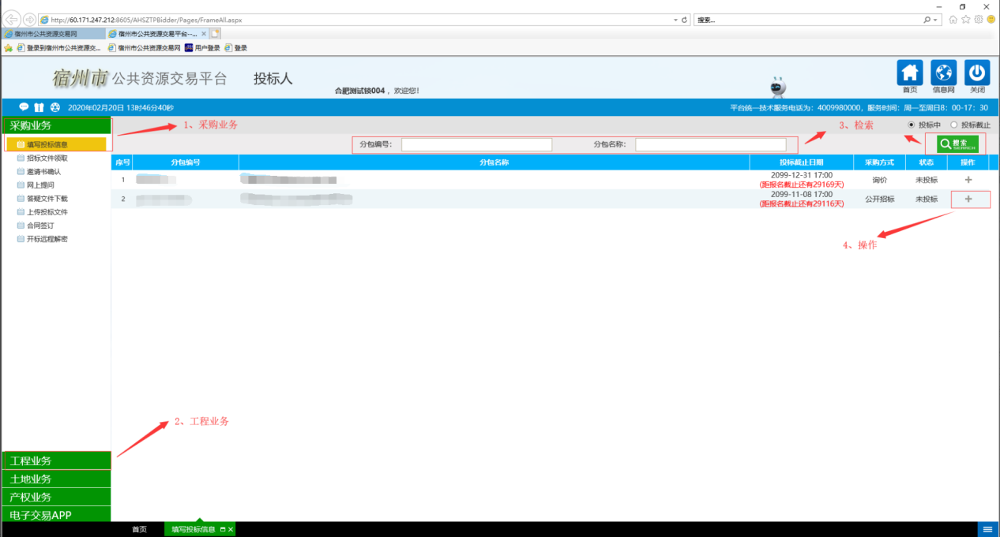 http://60.171.247.212:8605/AHSZTPBidder/Pages/FrameAll.aspx
搜索...
宿州市公共资源交易网
宿州市公共资源交易平台--...
登录到宿州市公共资源交...
宿州市公共资源交易网
用户登录
登录
宿州市公共资源交易平台 投标人
合肥测试锁004 ，欢迎您!
首页
信息网
关闭
2020年02月20日 13时46分40秒
平台统一技术服务电话为：4009980000，服务时间：周一至周日8：00-17：30
采购业务
1、采购业务
3、检索
投标中
投标截止
填写投标信息
分包编号：
分包名称：
搜索
SEARCH
招标文件领取
邀请书确认
网上提问
答疑文件下载
上传投标文件
合同签订
开标远程解密
序号 分包编号 分包名称 投标截止日期 采购方式 状态 操作
1 2099-12-31 17:00 询价 未投标 +
(距报名截止还有29169天)
2 2099-11-08 17:00 公开招标 未投标 +
(距报名截止还有29116天)
4、操作
2、工程业务
工程业务
土地业务
产权业务
电子交易APP
首页
填写投标信息